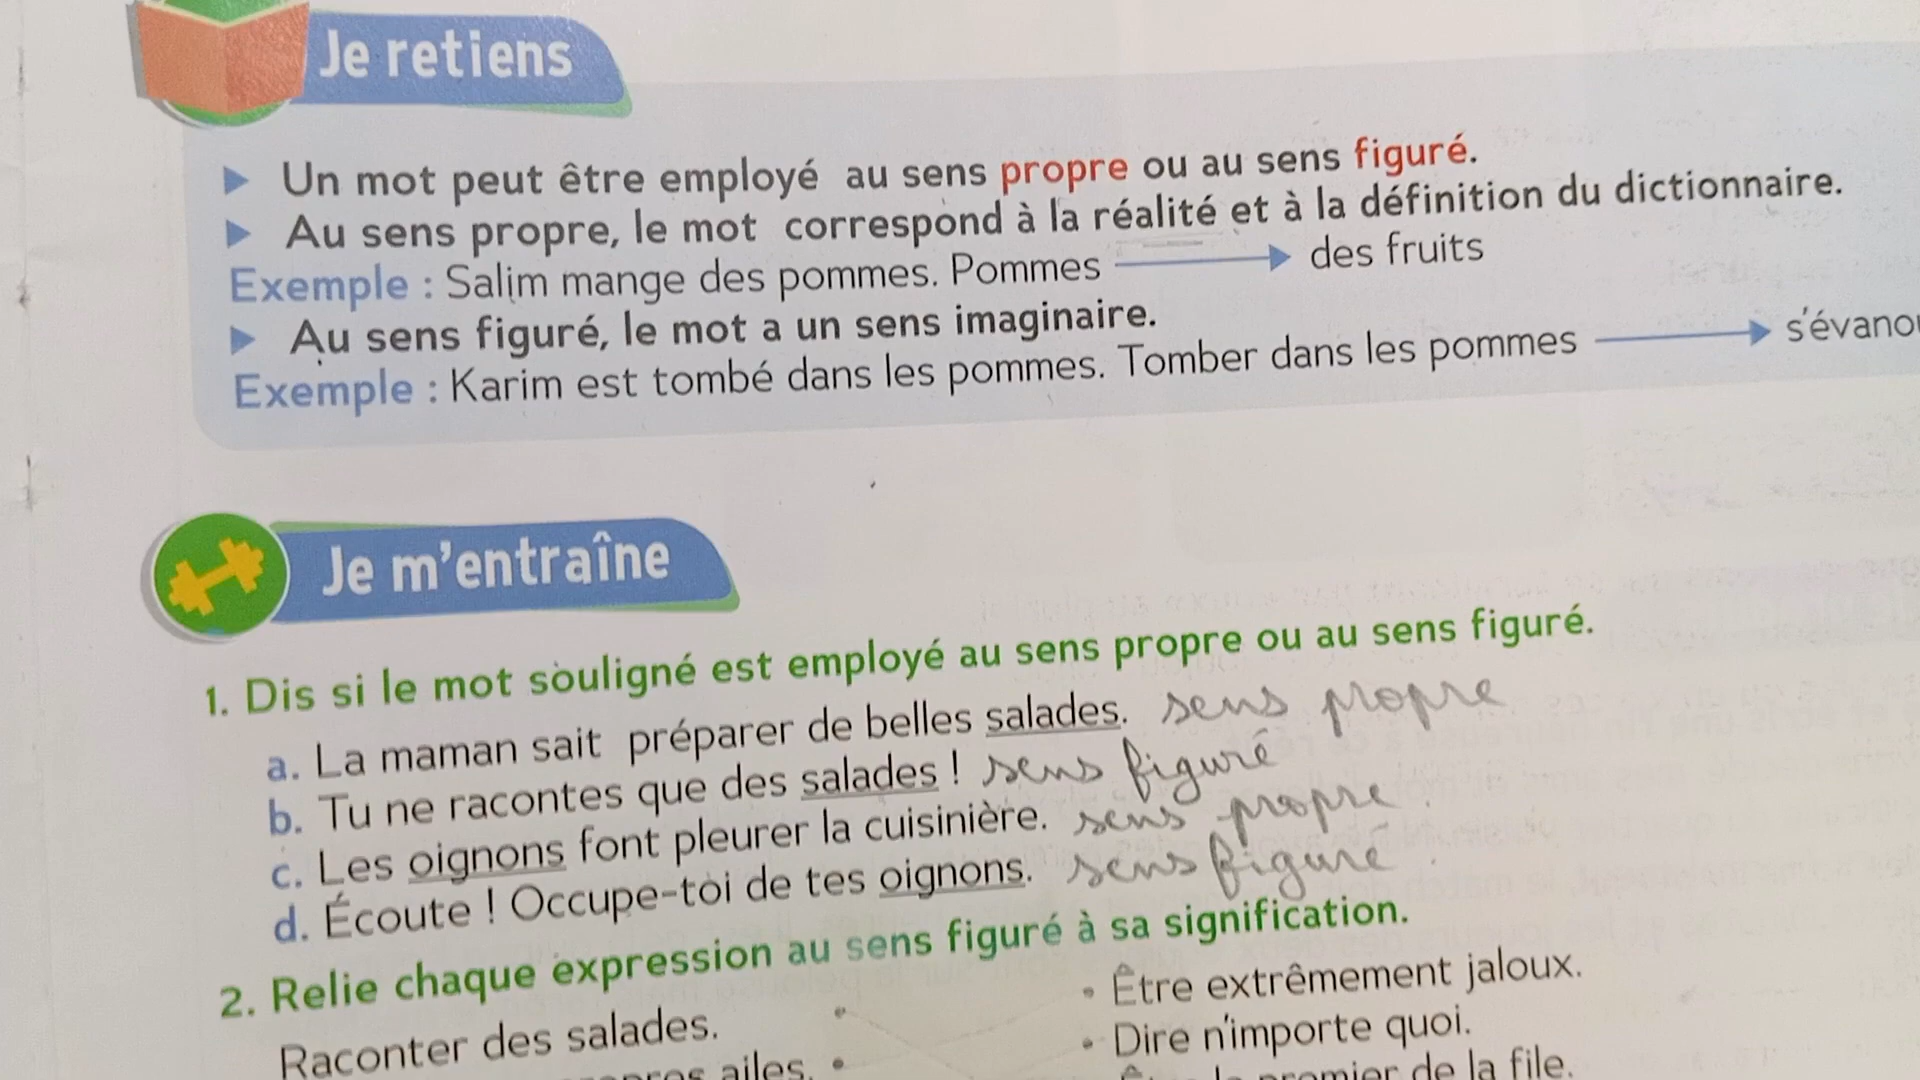 Je retiens
Un mot peut être employé au sens propre ou au sens figuré.
Au sens propre, le mot correspond à la réalité et à la définition du dictionnaire.
Exemple : Salim mange des pommes. Pommes des fruits
Au sens figuré, le mot a un sens imaginaire.
Exemple : Karim est tombé dans les pommes. Tomber dans les pommes
Je m'entraîne
1. Dis si le mot souligné est employé au sens propre ou au sens figuré.
a. La maman sait préparer de belles salades. sens propre
b. Tu ne racontes que des salades ! sens figuré
c. Les oignons font pleurer la cuisinière. sens propre
d. Écoute ! Occupe-toi de tes oignons. sens figuré
2. Relie chaque expression au sens figuré à sa signification.
• Être extrêmement jaloux.
Raconter des salades. •
• Dire n'importe quoi.
ailes. •
de la file.